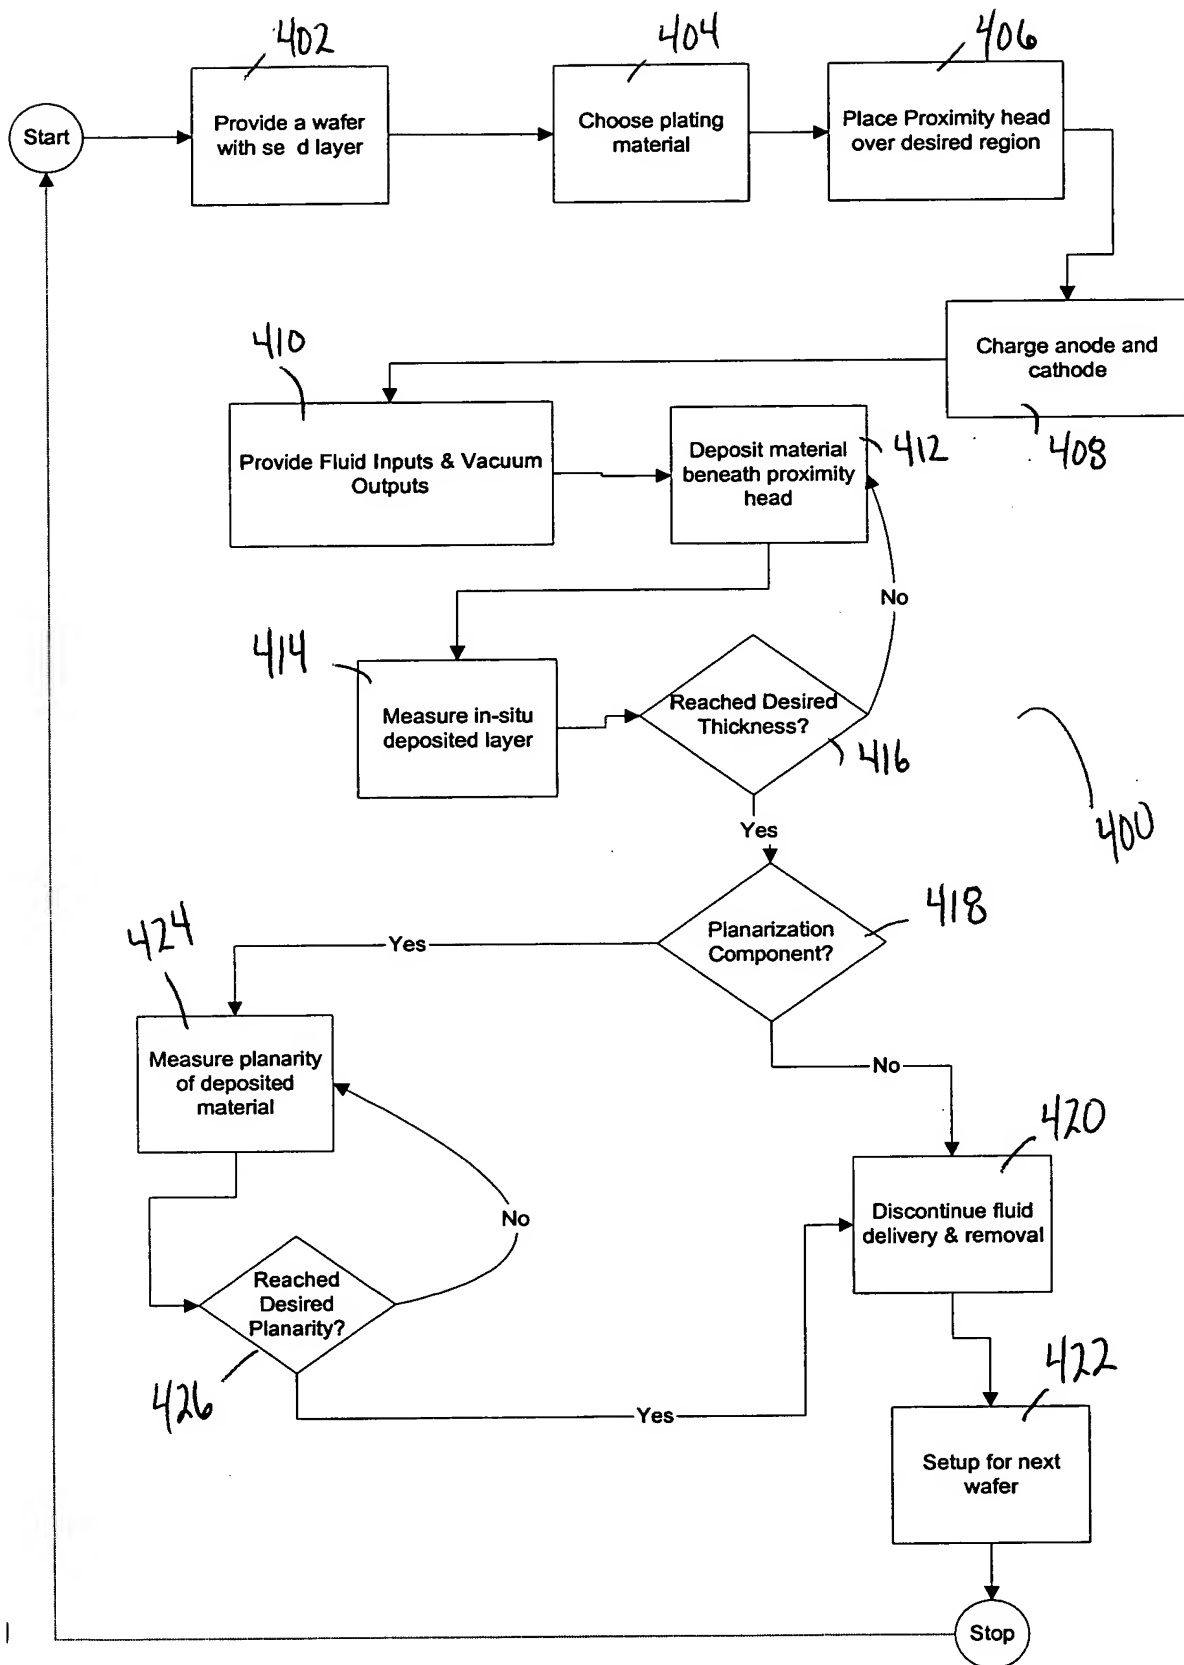 402
404
406
Start
Provide a wafer
with se d layer
Choose plating
material
Place Proximity head
over desired region
Charge anode and
cathode
408
410
Provide Fluid Inputs & Vacuum
Outputs
Deposit material
beneath proximity
head
412
No
414
Measure in-situ
deposited layer
Reached Desired
Thickness?
416
400
Yes
Planarization
Component?
418
Yes
424
Measure planarity
of deposited
material
No
420
Discontinue fluid
delivery & removal
No
Reached
Desired
Planarity?
426
Yes
422
Setup for next
wafer
Stop